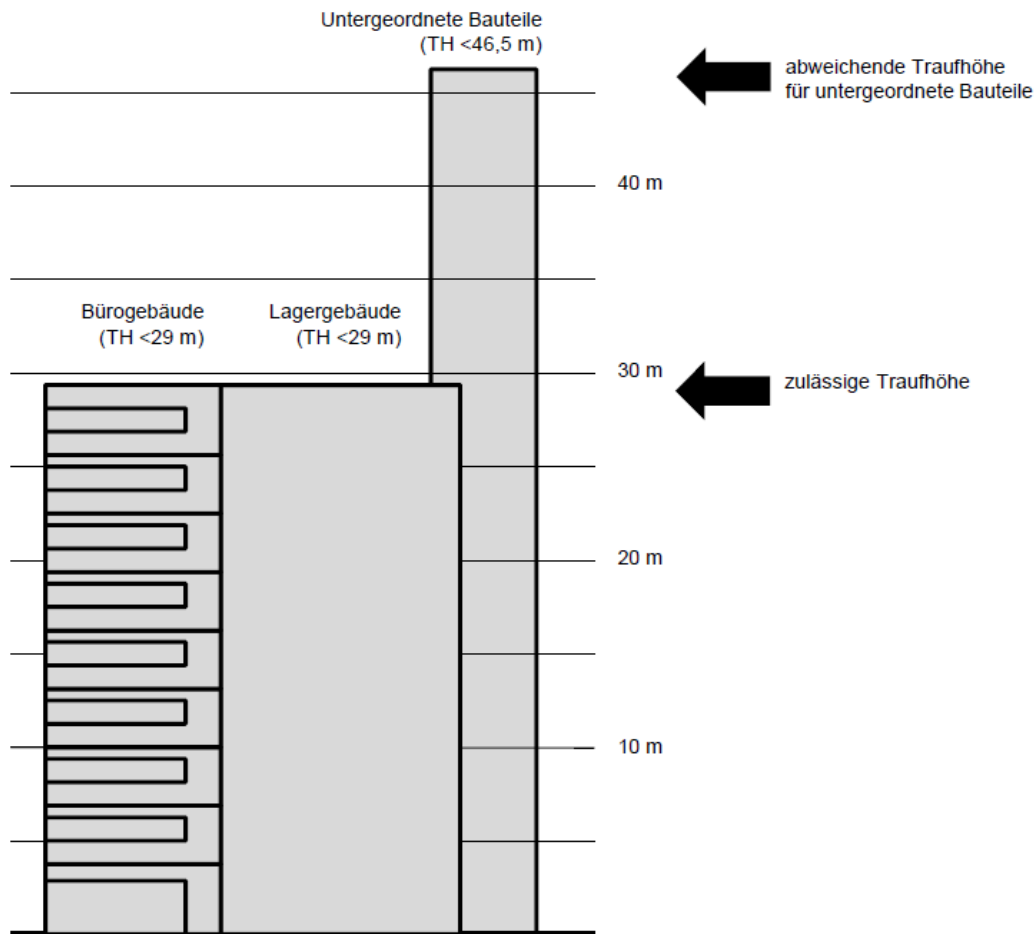 Untergeordnete Bauteile
(TH <46,5 m)
abweichende Traufhöhe
für untergeordnete Bauteile
40 m
Bürogebäude
(TH <29 m)
Lagergebäude
(TH <29 m)
30 m
zulässige Traufhöhe
20 m
10 m